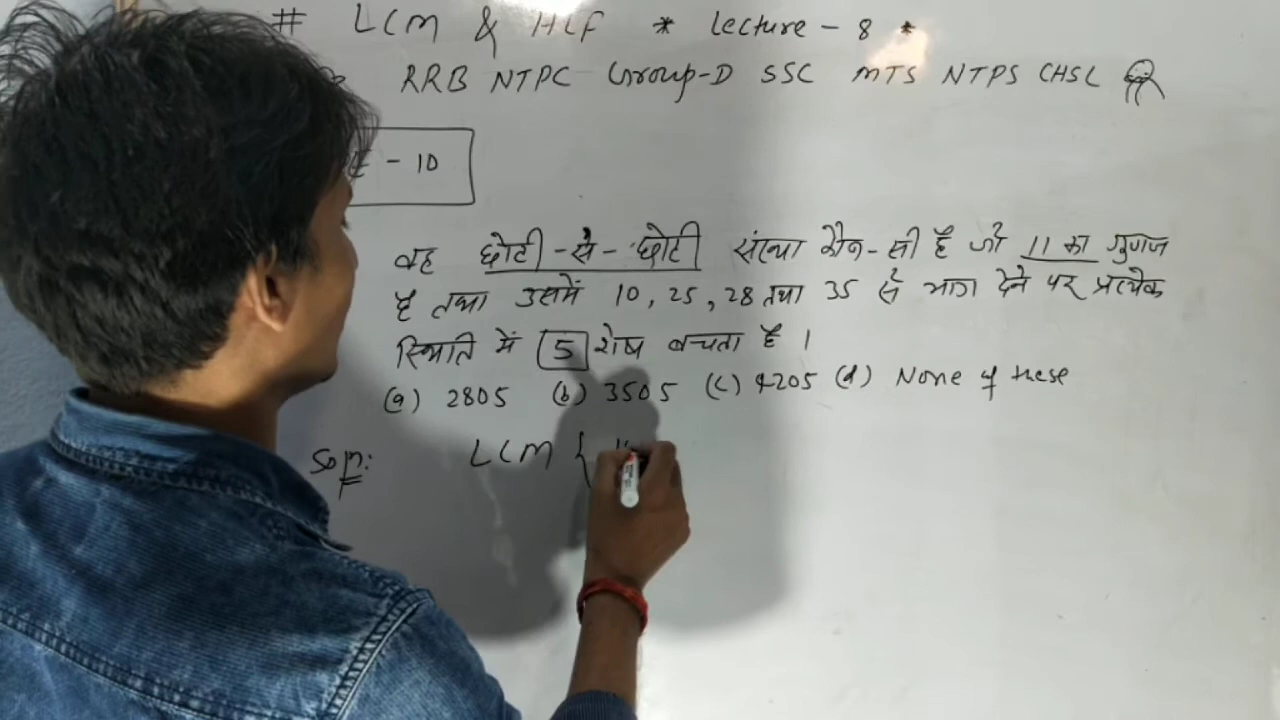 # LCM & HCF * Lecture - 8 *
RRB NTPC Group-D SSC MTS NTPS CHSL
- 10
वह छोटी-से-छोटी संख्या कौन-सी है जो 11 का गुणज
है तथा उसमें 10, 25, 28 तथा 35 से भाग देने पर प्रत्येक
स्थिति में 5 शेष बचता है ।
(a) 2805 (b) 3505 (c) 4205 (d) None of these
Soln: LCM {